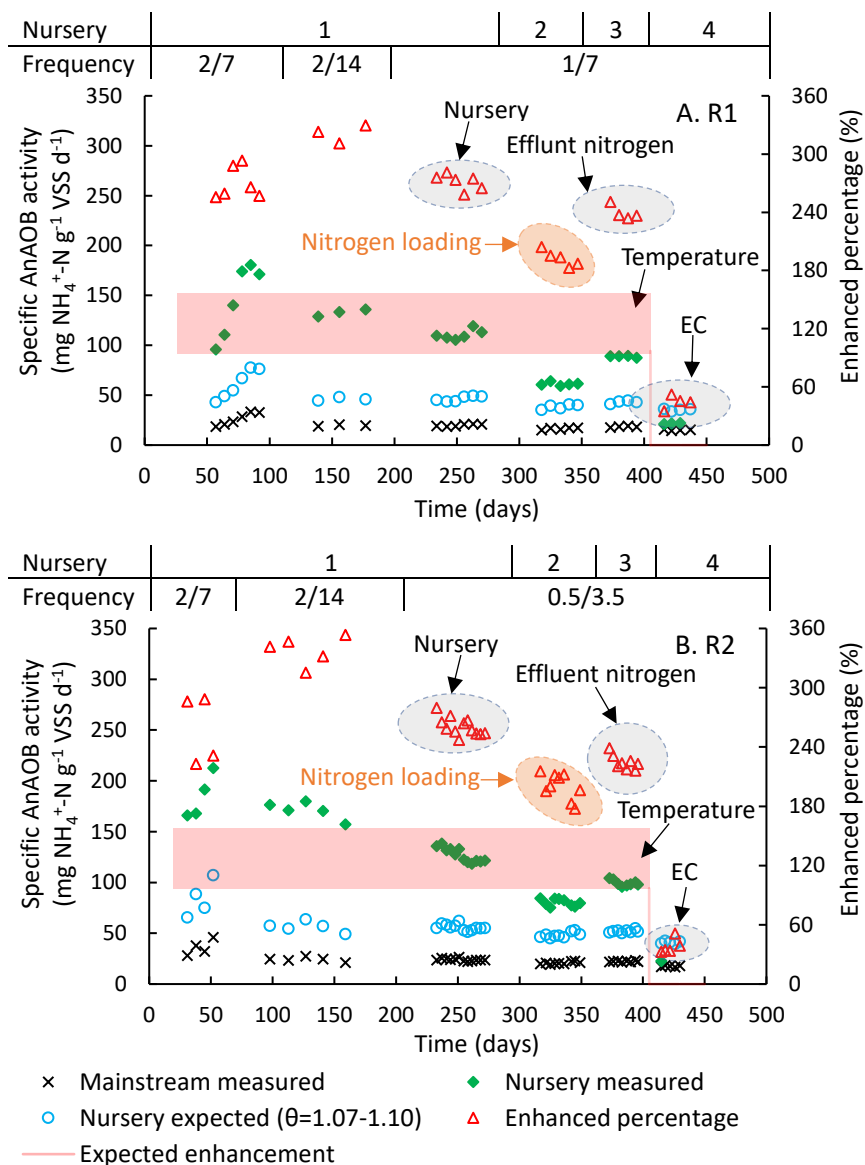 Nursery 1 2 3 4
Frequency 2/7 2/14 1/7
Specific AnAOB activity
(mg NH₄⁺-N g⁻¹ VSS d⁻¹)
350
300
250
200
150
100
50
0
Nursery
A. R1
Efflunt nitrogen
Nitrogen loading
Temperature
EC
360
300
240
180
120
60
0
Enhanced percentage (%)
0 50 100 150 200 250 300 350 400 450 500
Time (days)
Nursery 1 2 3 4
Frequency 2/7 2/14 0.5/3.5
Specific AnAOB activity
(mg NH₄⁺-N g⁻¹ VSS d⁻¹)
350
300
250
200
150
100
50
0
Nursery
B. R2
Effluent nitrogen
Nitrogen loading
Temperature
EC
360
300
240
180
120
60
0
Enhanced percentage (%)
0 50 100 150 200 250 300 350 400 450 500
Time (days)
Mainstream measured
Nursery measured
Nursery expected (θ=1.07-1.10)
Enhanced percentage
Expected enhancement